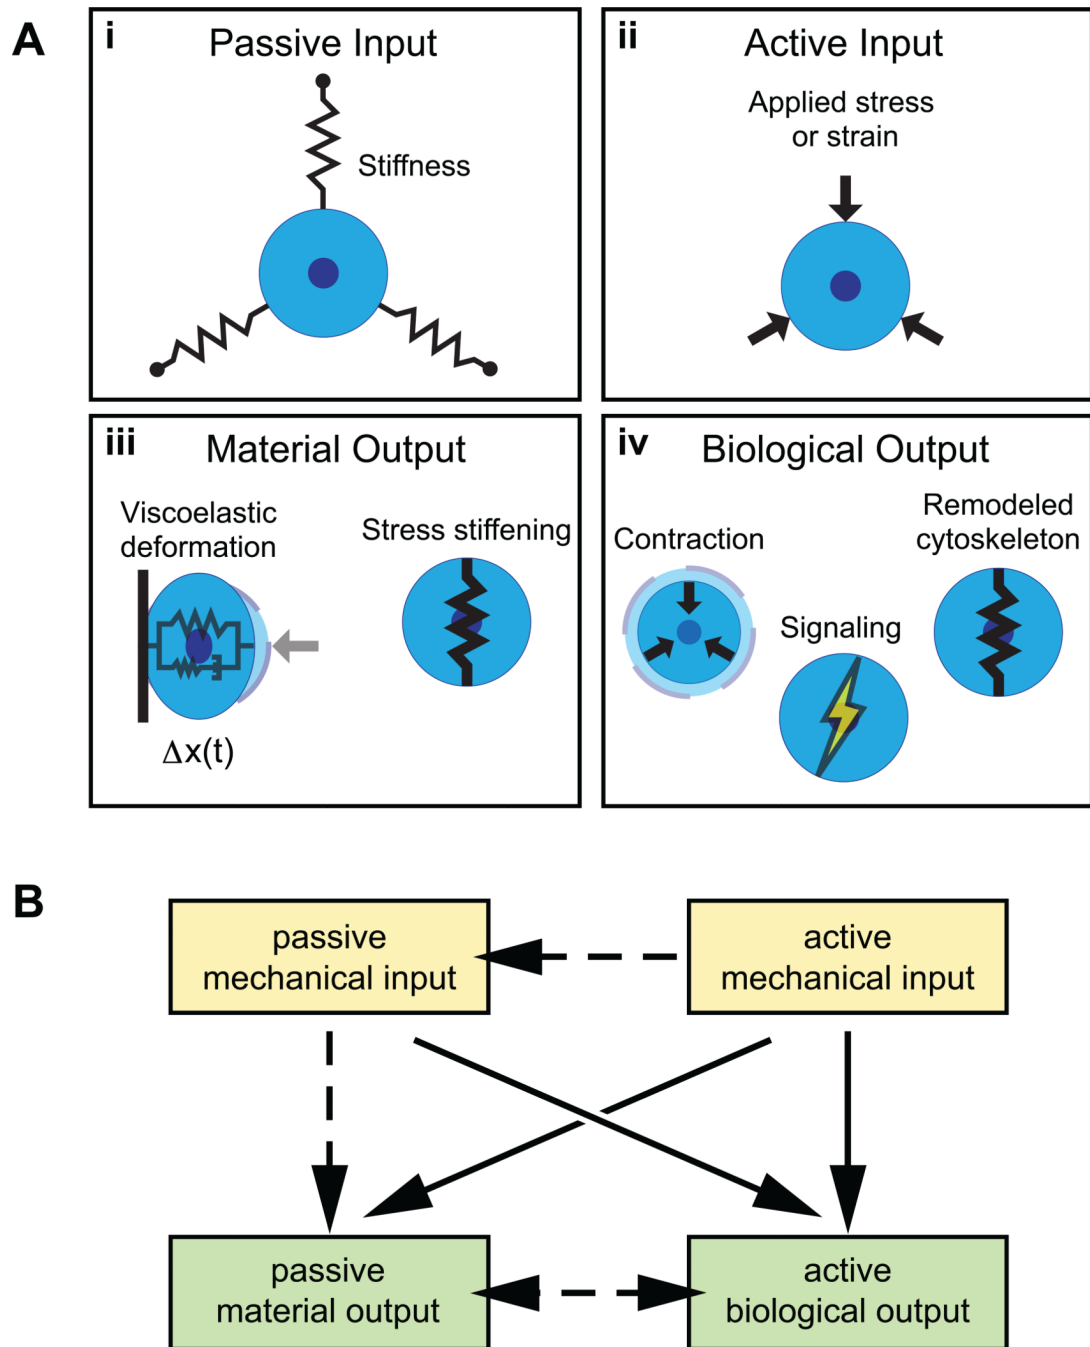 A
i
Passive Input
Stiffness
ii
Active Input
Applied stress
or strain
iii
Material Output
Viscoelastic
deformation
Δx(t)
Stress stiffening
iv
Biological Output
Contraction
Signaling
Remodeled
cytoskeleton
B
passive
mechanical input
active
mechanical input
passive
material output
active
biological output